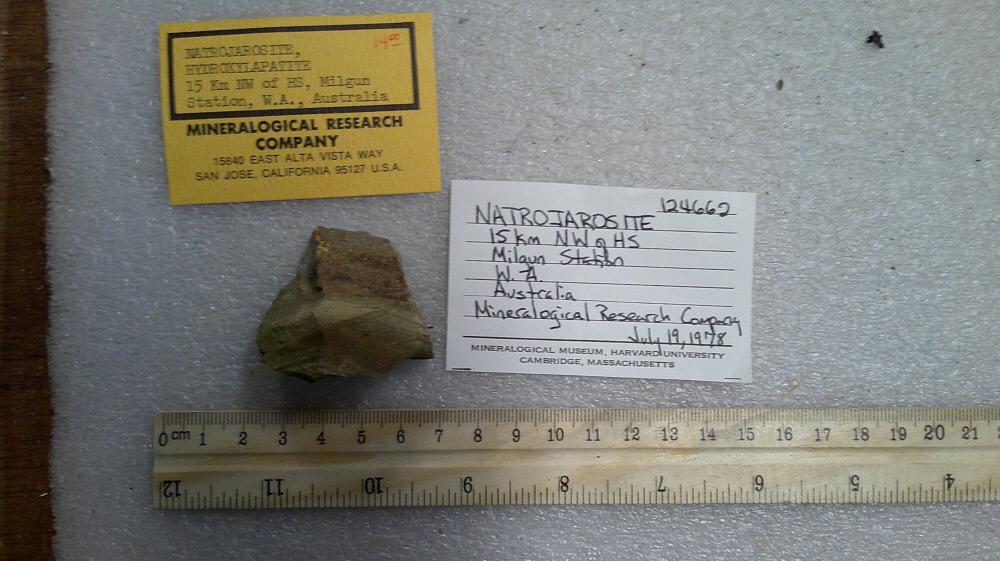 NATROJAROSITE, 14.00
HYDROXYLAPATITE
15 Km NW of HS, Milgun
Station, W.A., Australia
MINERALOGICAL RESEARCH
COMPANY
15840 EAST ALTA VISTA WAY
SAN JOSE, CALIFORNIA 95127 U.S.A.
124662
NATROJAROSITE
15 km NW of HS
Milgun Station
W. A.
Australia
Mineralogical Research Company
July 19, 1978
MINERALOGICAL MUSEUM, HARVARD UNIVERSITY
CAMBRIDGE, MASSACHUSETTS
0 cm 1 2 3 4 5 6 7 8 9 10 11 12 13 14 15 16 17 18 19 20 21
12 11 10 9 8 7 6 5 4